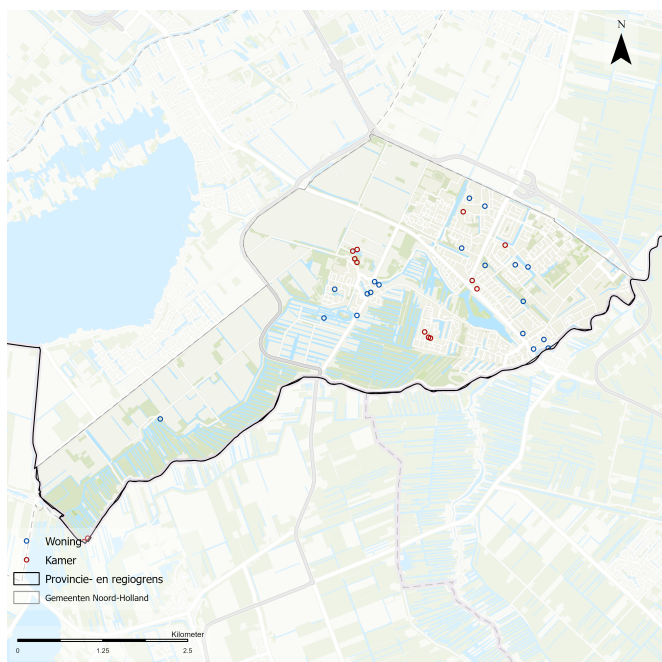 N
Woning
Kamer
Provincie- en regiogrens
Gemeenten Noord-Holland
Kilometer
0 1.25 2.5